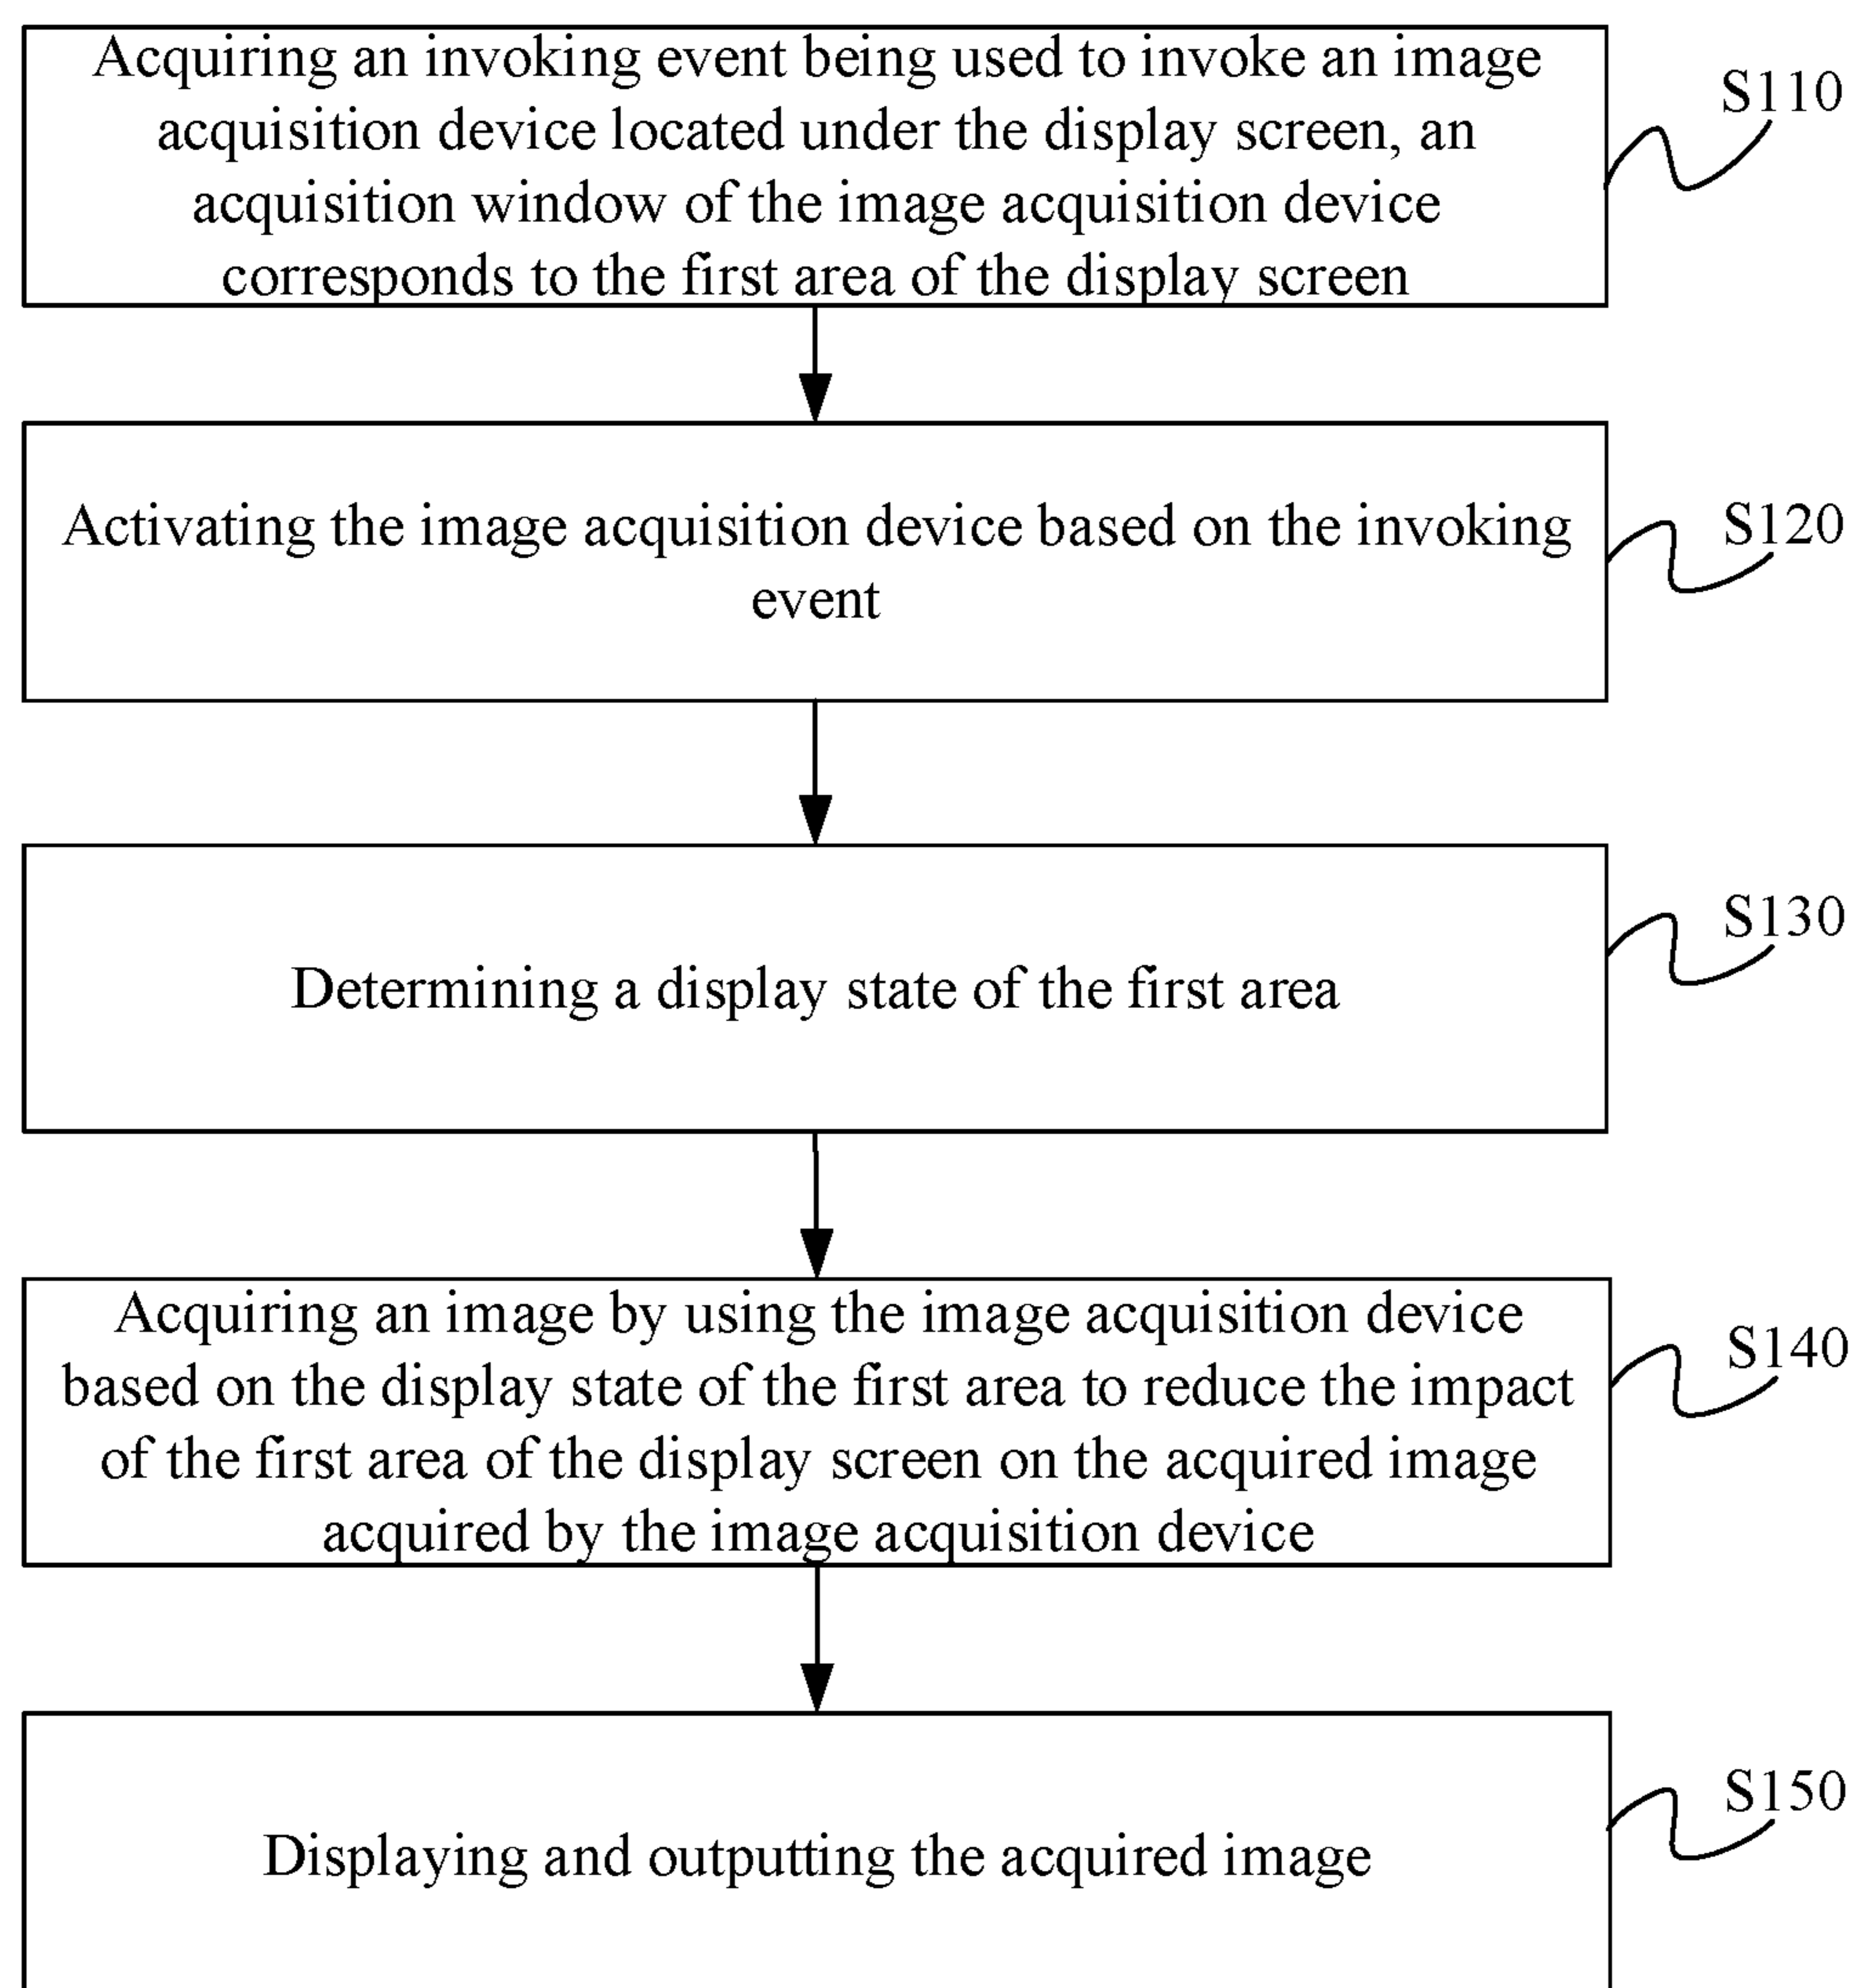 Acquiring an invoking event being used to invoke an image
acquisition device located under the display screen, an
acquisition window of the image acquisition device
corresponds to the first area of the display screen
S110
Activating the image acquisition device based on the invoking
event
S120
Determining a display state of the first area
S130
Acquiring an image by using the image acquisition device
based on the display state of the first area to reduce the impact
of the first area of the display screen on the acquired image
acquired by the image acquisition device
S140
Displaying and outputting the acquired image
S150